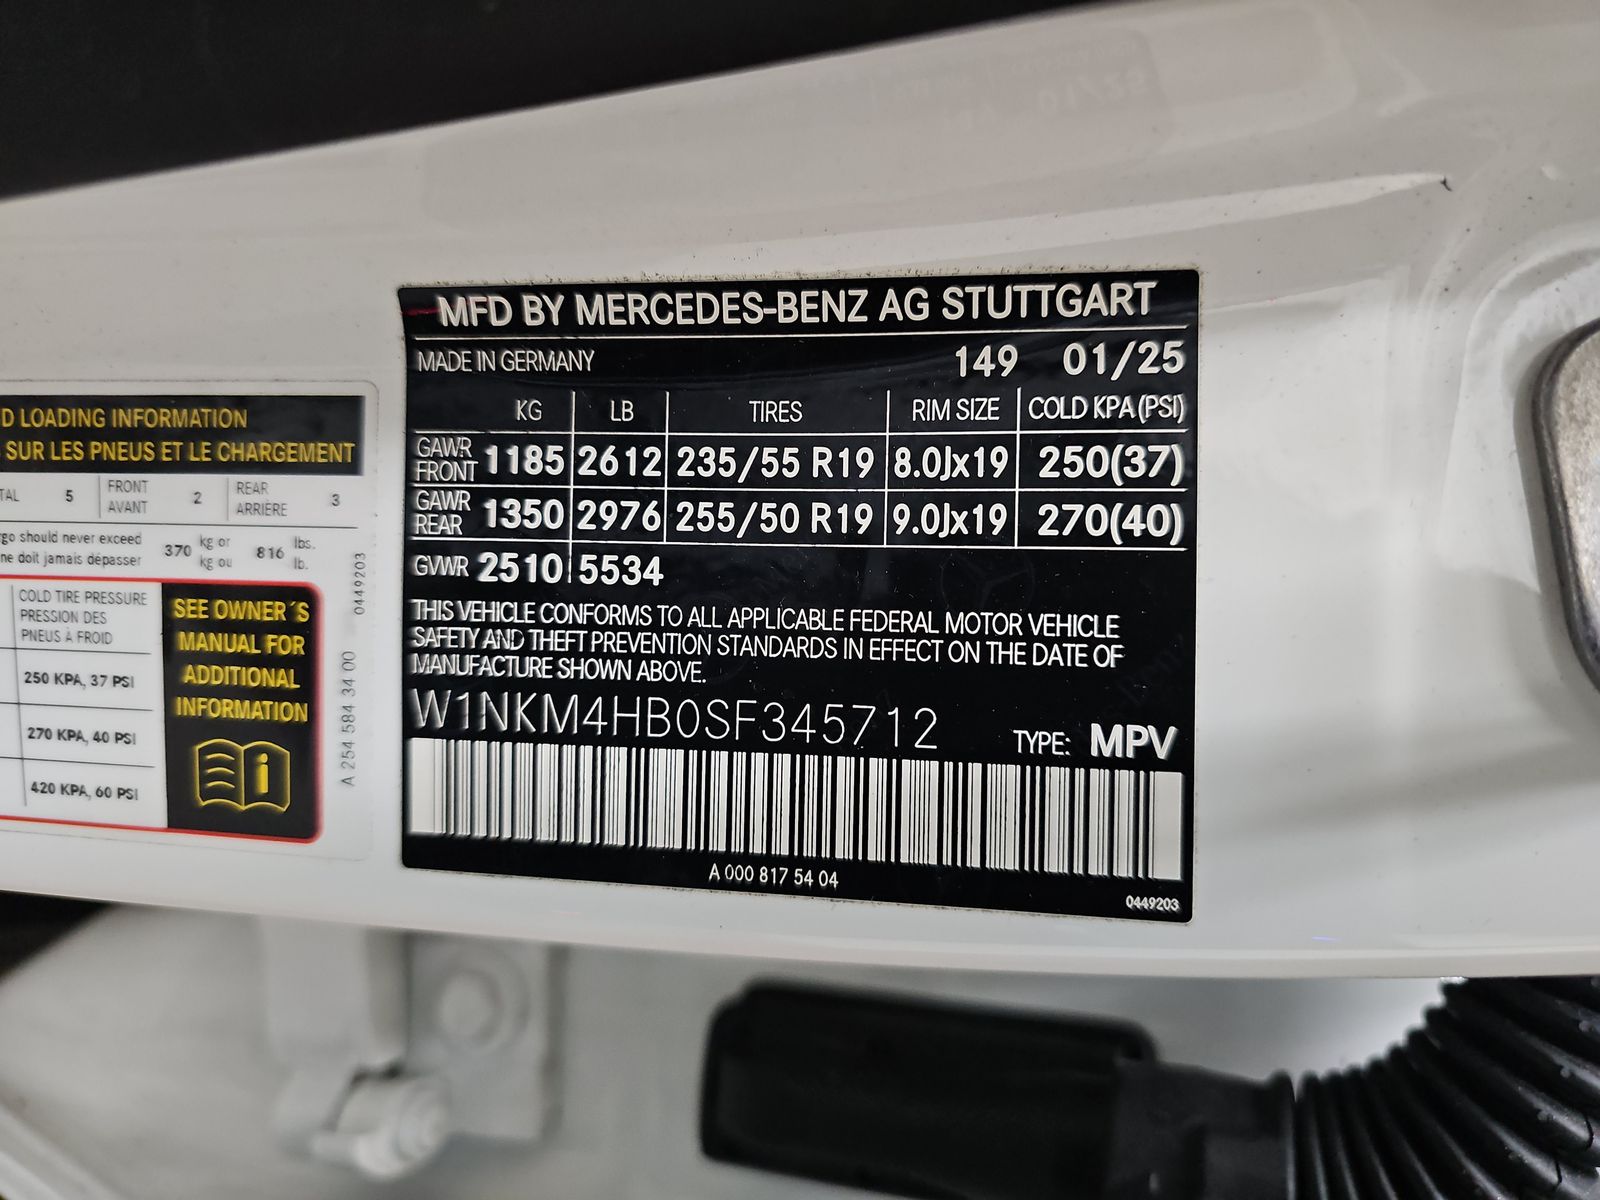 MFD BY MERCEDES-BENZ AG STUTTGART
MADE IN GERMANY 149 01/25
KG LB TIRES RIM SIZE COLD KPA (PSI)
GAWR FRONT 1185 2612 235/55 R19 8.0Jx19 250(37)
GAWR REAR 1350 2976 255/50 R19 9.0Jx19 270(40)
GVWR 2510 5534
THIS VEHICLE CONFORMS TO ALL APPLICABLE FEDERAL MOTOR VEHICLE
SAFETY AND THEFT PREVENTION STANDARDS IN EFFECT ON THE DATE OF
MANUFACTURE SHOWN ABOVE.
W1NKM4HB0SF345712 TYPE: MPV
A 000 817 54 04
0449203
D LOADING INFORMATION
SUR LES PNEUS ET LE CHARGEMENT
TAL 5 FRONT AVANT 2 REAR ARRIÈRE 3
rgo should never exceed 370 kg or 816 lbs.
ne doit jamais dépasser kg ou lb.
COLD TIRE PRESSURE
PRESSION DES
PNEUS À FROID
250 KPA, 37 PSI
270 KPA, 40 PSI
420 KPA, 60 PSI
SEE OWNER´S
MANUAL FOR
ADDITIONAL
INFORMATION
A 254 584 34 00
0449203